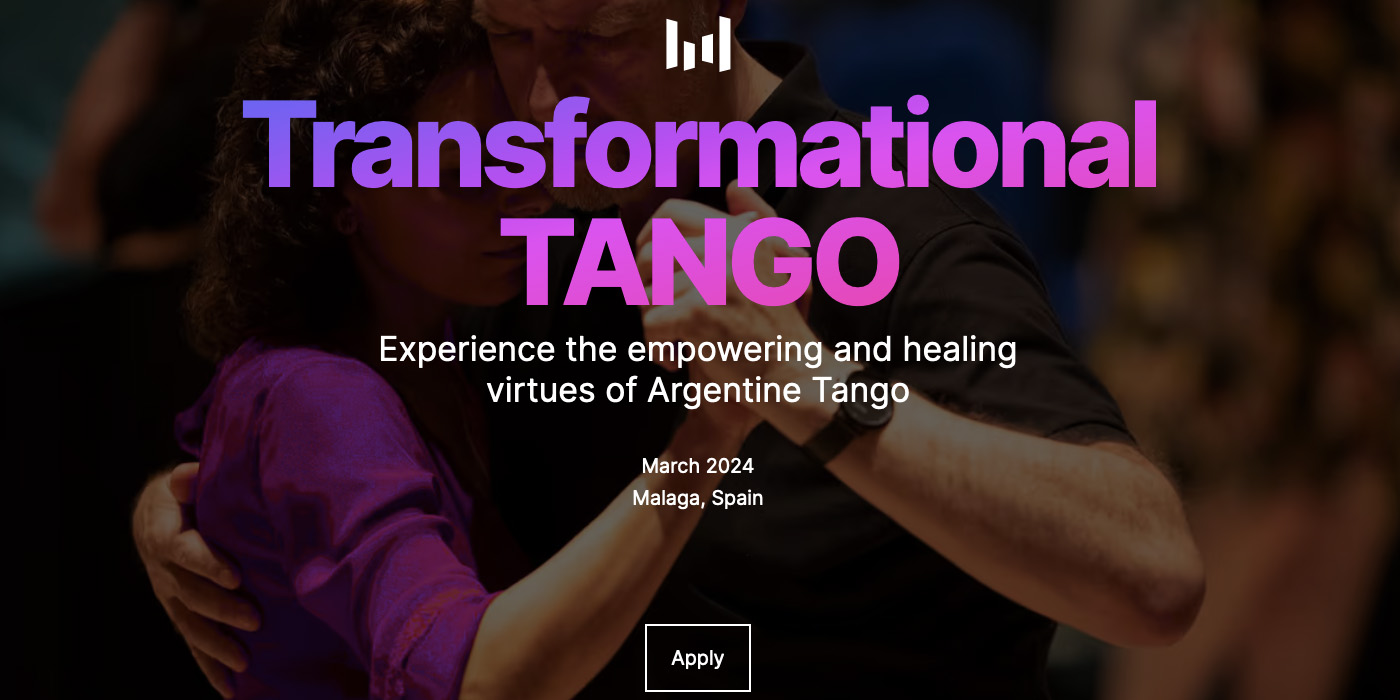 Transformational
TANGO
Experience the empowering and healing
virtues of Argentine Tango
March 2024
Malaga, Spain
Apply